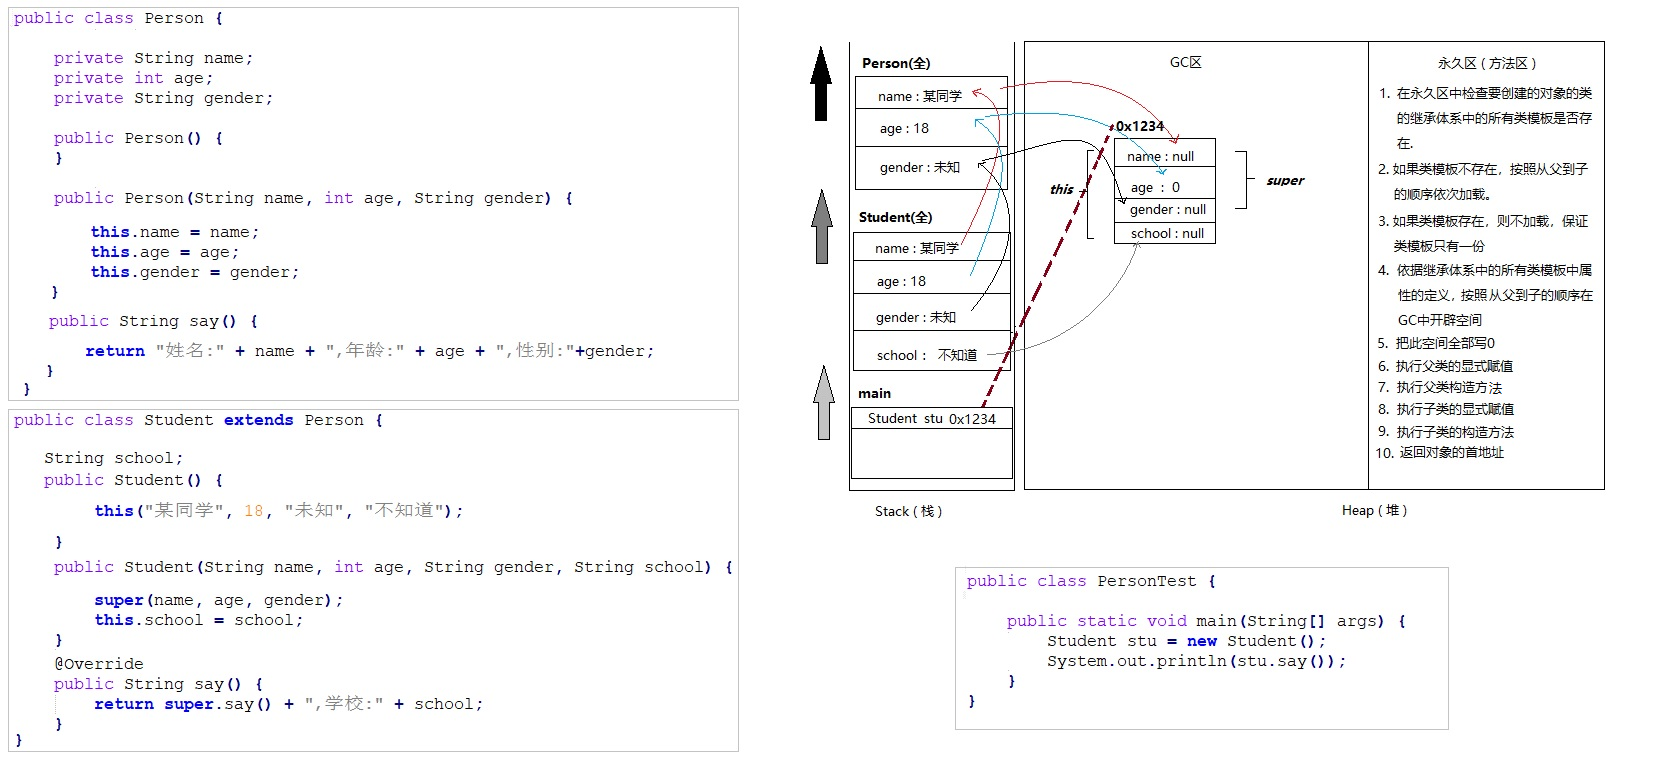 public class Person {
private String name;
private int age;
private String gender;
public Person() {
}
public Person(String name, int age, String gender) {
this.name = name;
this.age = age;
this.gender = gender;
}
public String say() {
return "姓名:" + name + ",年龄:" + age + ",性别:"+gender;
}
}
public class Student extends Person {
String school;
public Student() {
this("某同学", 18, "未知", "不知道");
}
public Student(String name, int age, String gender, String school) {
super(name, age, gender);
this.school = school;
}
@Override
public String say() {
return super.say() + ",学校:" + school;
}
}
Person(全)
name : 某同学
age : 18
gender : 未知
Student(全)
name : 某同学
age : 18
gender : 未知
school : 不知道
main
Student stu 0x1234
Stack ( 栈 )
GC区
0x1234
name : null
age : 0
gender : null
school : null
this
super
永久区 ( 方法区 )
1. 在永久区中检查要创建的对象的类
的继承体系中的所有类模板是否存
在.
2. 如果类模板不存在，按照从父到子
的顺序依次加载。
3. 如果类模板存在，则不加载，保证
类模板只有一份
4. 依据继承体系中的所有类模板中属
性的定义，按照从父到子的顺序在
GC中开辟空间
5. 把此空间全部写0
6. 执行父类的显式赋值
7. 执行父类构造方法
8. 执行子类的显式赋值
9. 执行子类的构造方法
10. 返回对象的首地址
Heap ( 堆 )
public class PersonTest {
public static void main(String[] args) {
Student stu = new Student();
System.out.println(stu.say());
}
}